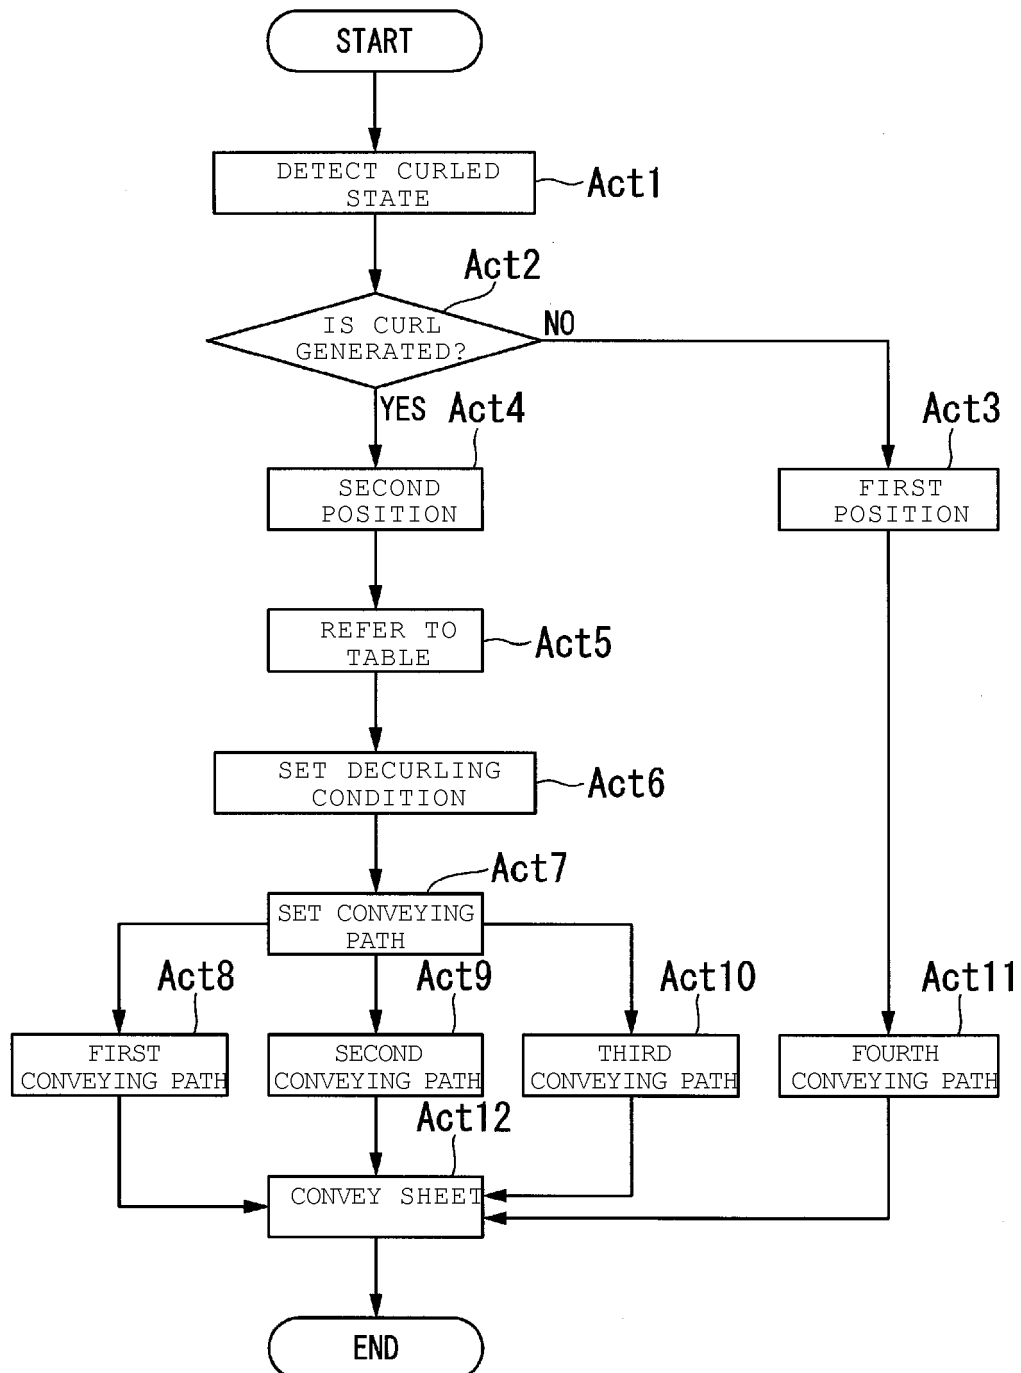 START
DETECT CURLED
STATE
Act1
Act2
IS CURL
GENERATED?
NO
YES
Act4
Act3
SECOND
POSITION
FIRST
POSITION
REFER TO
TABLE
Act5
SET DECURLING
CONDITION
Act6
Act7
SET CONVEYING
PATH
Act8
Act9
Act10
Act11
FIRST
CONVEYING PATH
SECOND
CONVEYING PATH
THIRD
CONVEYING PATH
FOURTH
CONVEYING PATH
Act12
CONVEY SHEET
END